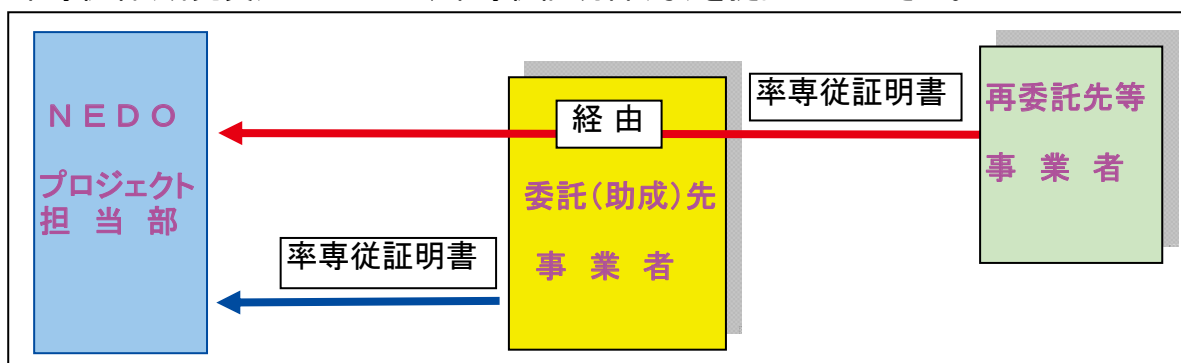 ＮＥＤＯ
プロジェクト
担 当 部
率専従証明書
経 由
委託（助成）先
事 業 者
率専従証明書
再委託先等
事 業 者